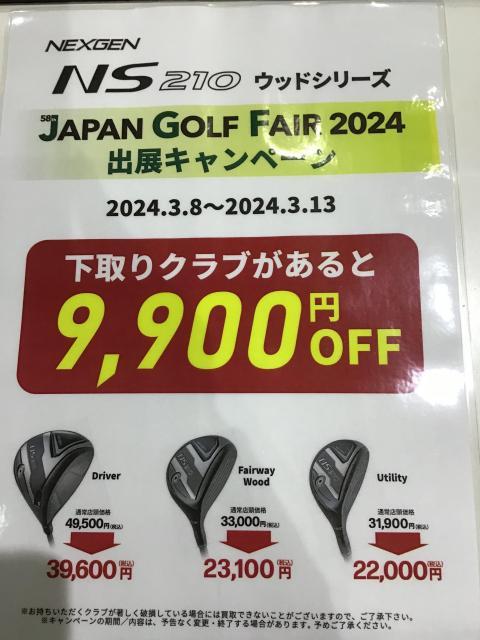 NEXGEN
NS210 ウッドシリーズ
58th JAPAN GOLF FAIR 2024
出展キャンペーン
2024.3.8～2024.3.13
下取りクラブがあると
9,900円OFF
Driver
通常店頭価格
49,500円(税込)
39,600円(税込)
Fairway
Wood
通常店頭価格
33,000円(税込)
23,100円(税込)
Utility
通常店頭価格
31,900円(税込)
22,000円(税込)
※お持ちいただくクラブが著しく破損している場合には買取できないことがございますので、ご了承下さい。
※キャンペーンの期間／内容は、予告なく変更・終了する場合があります。予めご了承ください。